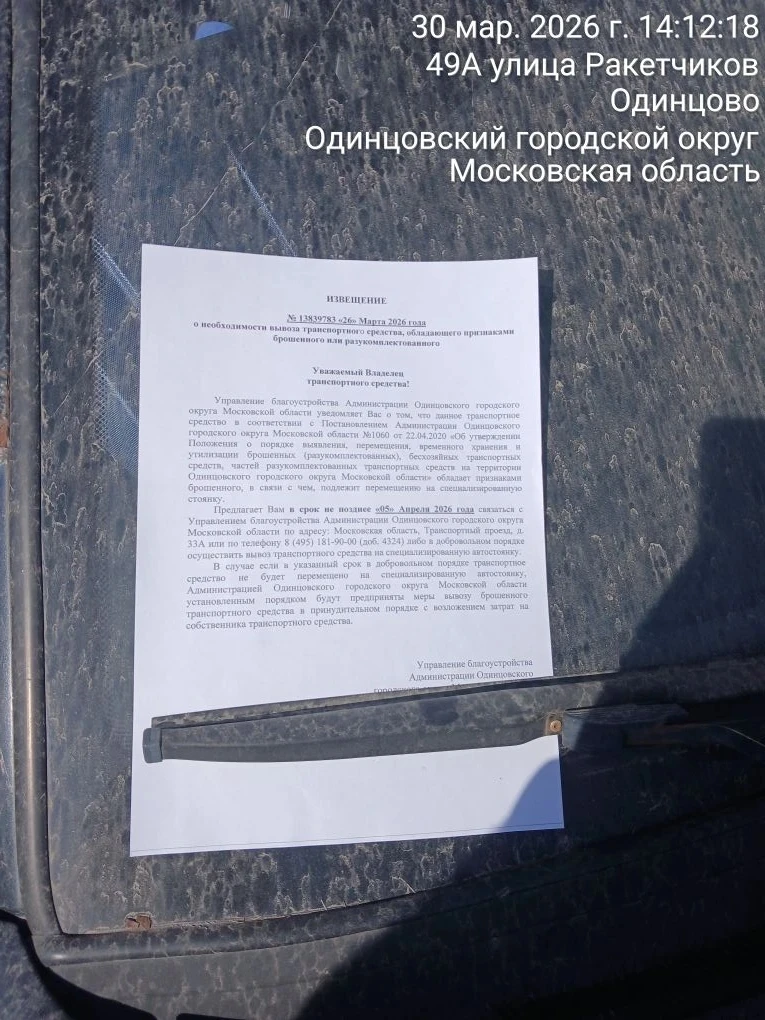 30 мар. 2026 г. 14:12:18
49А улица Ракетчиков
Одинцово
Одинцовский городской округ
Московская область
ИЗВЕЩЕНИЕ
№ 13839783 «26» Марта 2026 года
о необходимости вывоза транспортного средства, обладающего признаками
брошенного или разукомплектованного
Уважаемый Владелец
транспортного средства!
Управление благоустройства Администрации Одинцовского городского
округа Московской области уведомляет Вас о том, что данное транспортное
средство в соответствии с Постановлением Администрации Одинцовского
городского округа Московской области №1060 от 22.04.2020 «Об утверждении
Положения о порядке выявления, перемещения, временного хранения и
утилизации брошенных (разукомплектованных), бесхозяйных транспортных
средств, частей разукомплектованных транспортных средств на территории
Одинцовского городского округа Московской области» обладает признаками
брошенного, в связи с чем, подлежит перемещению на специализированную
стоянку.
Предлагает Вам в срок не позднее «05» Апреля 2026 года связаться с
Управлением благоустройства Администрации Одинцовского городского округа
Московской области по адресу: Московская область, Транспортный проезд, д.
33А или по телефону 8 (495) 181-90-00 (доб. 4324) либо в добровольном порядке
осуществить вывоз транспортного средства на специализированную автостоянку.
В случае если в указанный срок в добровольном порядке транспортное
средство не будет перемещено на специализированную автостоянку,
Администрацией Одинцовского городского округа Московской области
установленным порядком будут предприняты меры вывозу брошенного
транспортного средства в принудительном порядке с возложением затрат на
собственника транспортного средства.
Управление благоустройства
Администрации Одинцовского